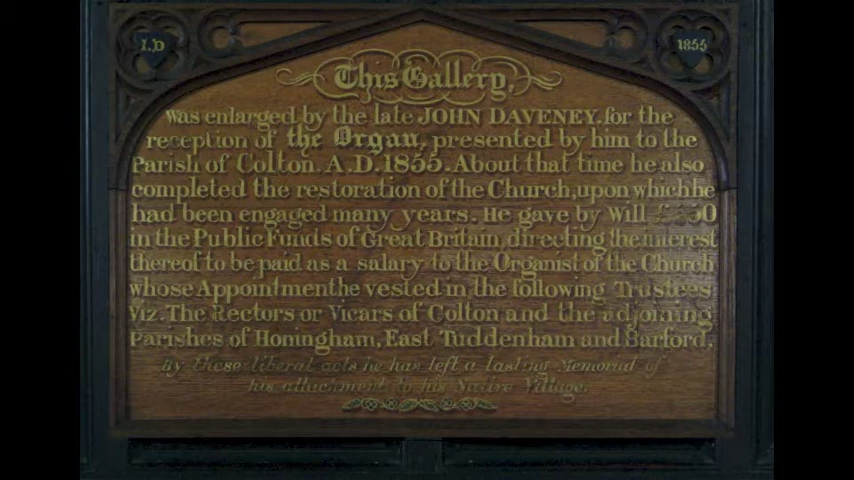 I.D
1855
This Gallery,
Was enlarged by the late JOHN DAVENEY, for the
reception of the Organ, presented by him to the
Parish of Colton. A.D. 1855. About that time he also
completed the restoration of the Church, upon which he
had been engaged many years. He gave by Will
in the Public Funds of Great Britain, directing the interest
thereof to be paid as a salary to the Organist of the Church
whose Appointment he vested in the following Trustees
Viz. The Rectors or Vicars of Colton and the adjoining
Parishes of Honingham, East Tuddenham and Barford.
By these liberal acts he has left a lasting Memorial of
his attachment to his Native Village.